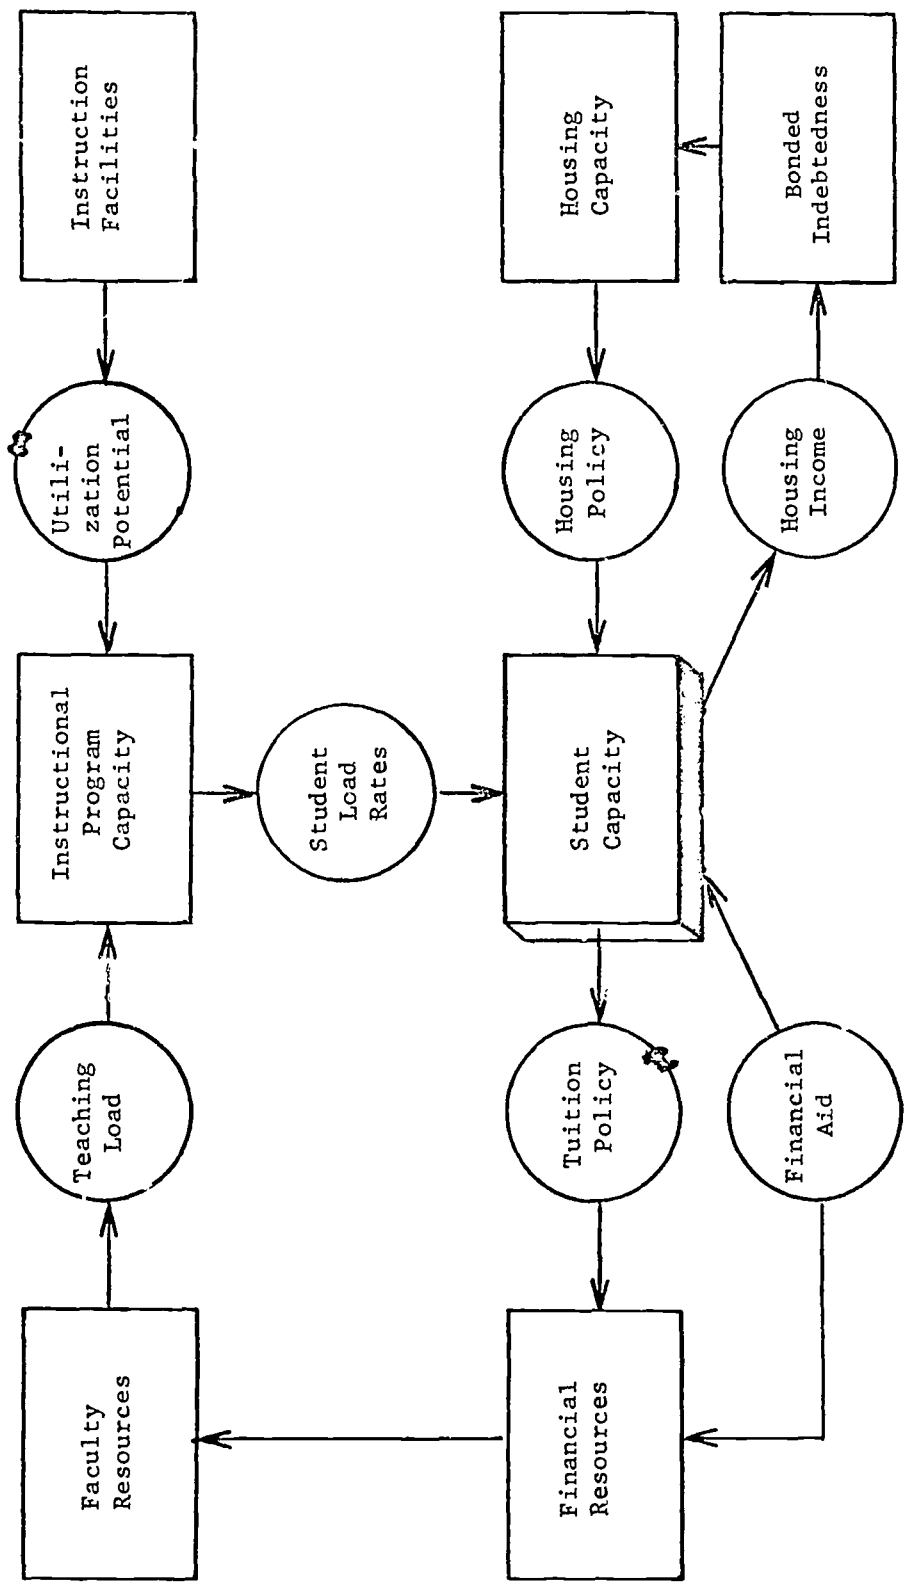 Faculty
Resources
Teaching
Load
Instructional
Program
Capacity
Utili-
zation
Potential
Instruction
Facilities
Student
Load
Rates
Financial
Resources
Tuition
Policy
Student
Capacity
Housing
Policy
Housing
Capacity
Financial
Aid
Housing
Income
Bonded
Indebtedness